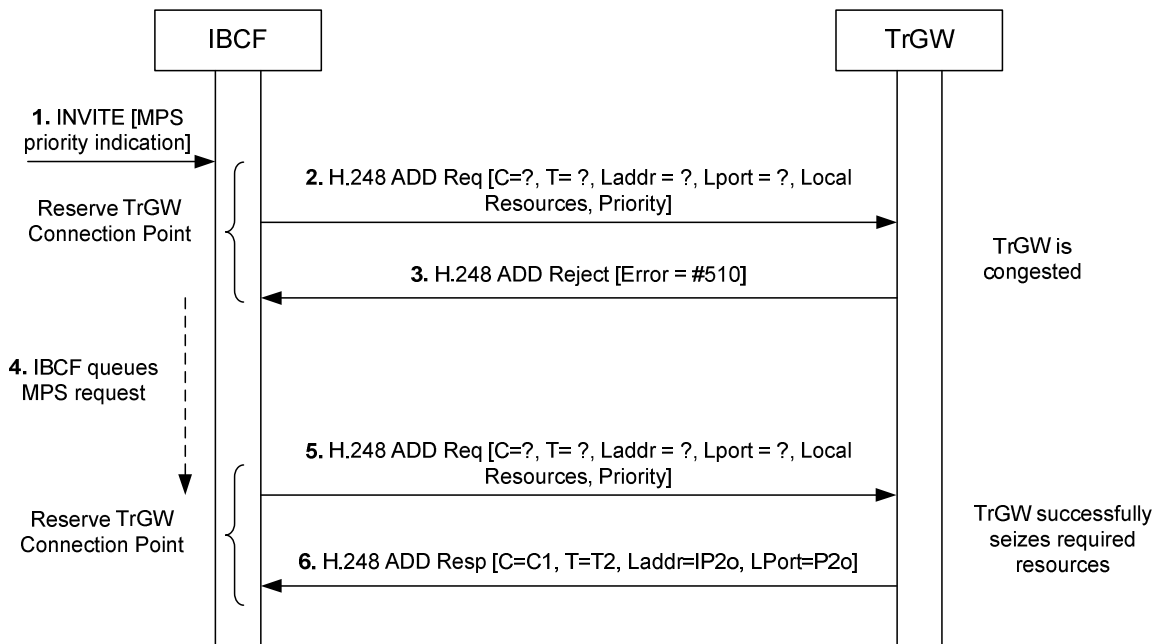 IBCF
TrGW
1. INVITE [MPS
priority indication]
2. H.248 ADD Req [C=?, T= ?, Laddr = ?, Lport = ?, Local
Resources, Priority]
Reserve TrGW
Connection Point
TrGW is
congested
3. H.248 ADD Reject [Error = #510]
4. IBCF queues
MPS request
5. H.248 ADD Req [C=?, T= ?, Laddr = ?, Lport = ?, Local
Resources, Priority]
Reserve TrGW
Connection Point
TrGW successfully
seizes required
resources
6. H.248 ADD Resp [C=C1, T=T2, Laddr=IP2o, LPort=P2o]